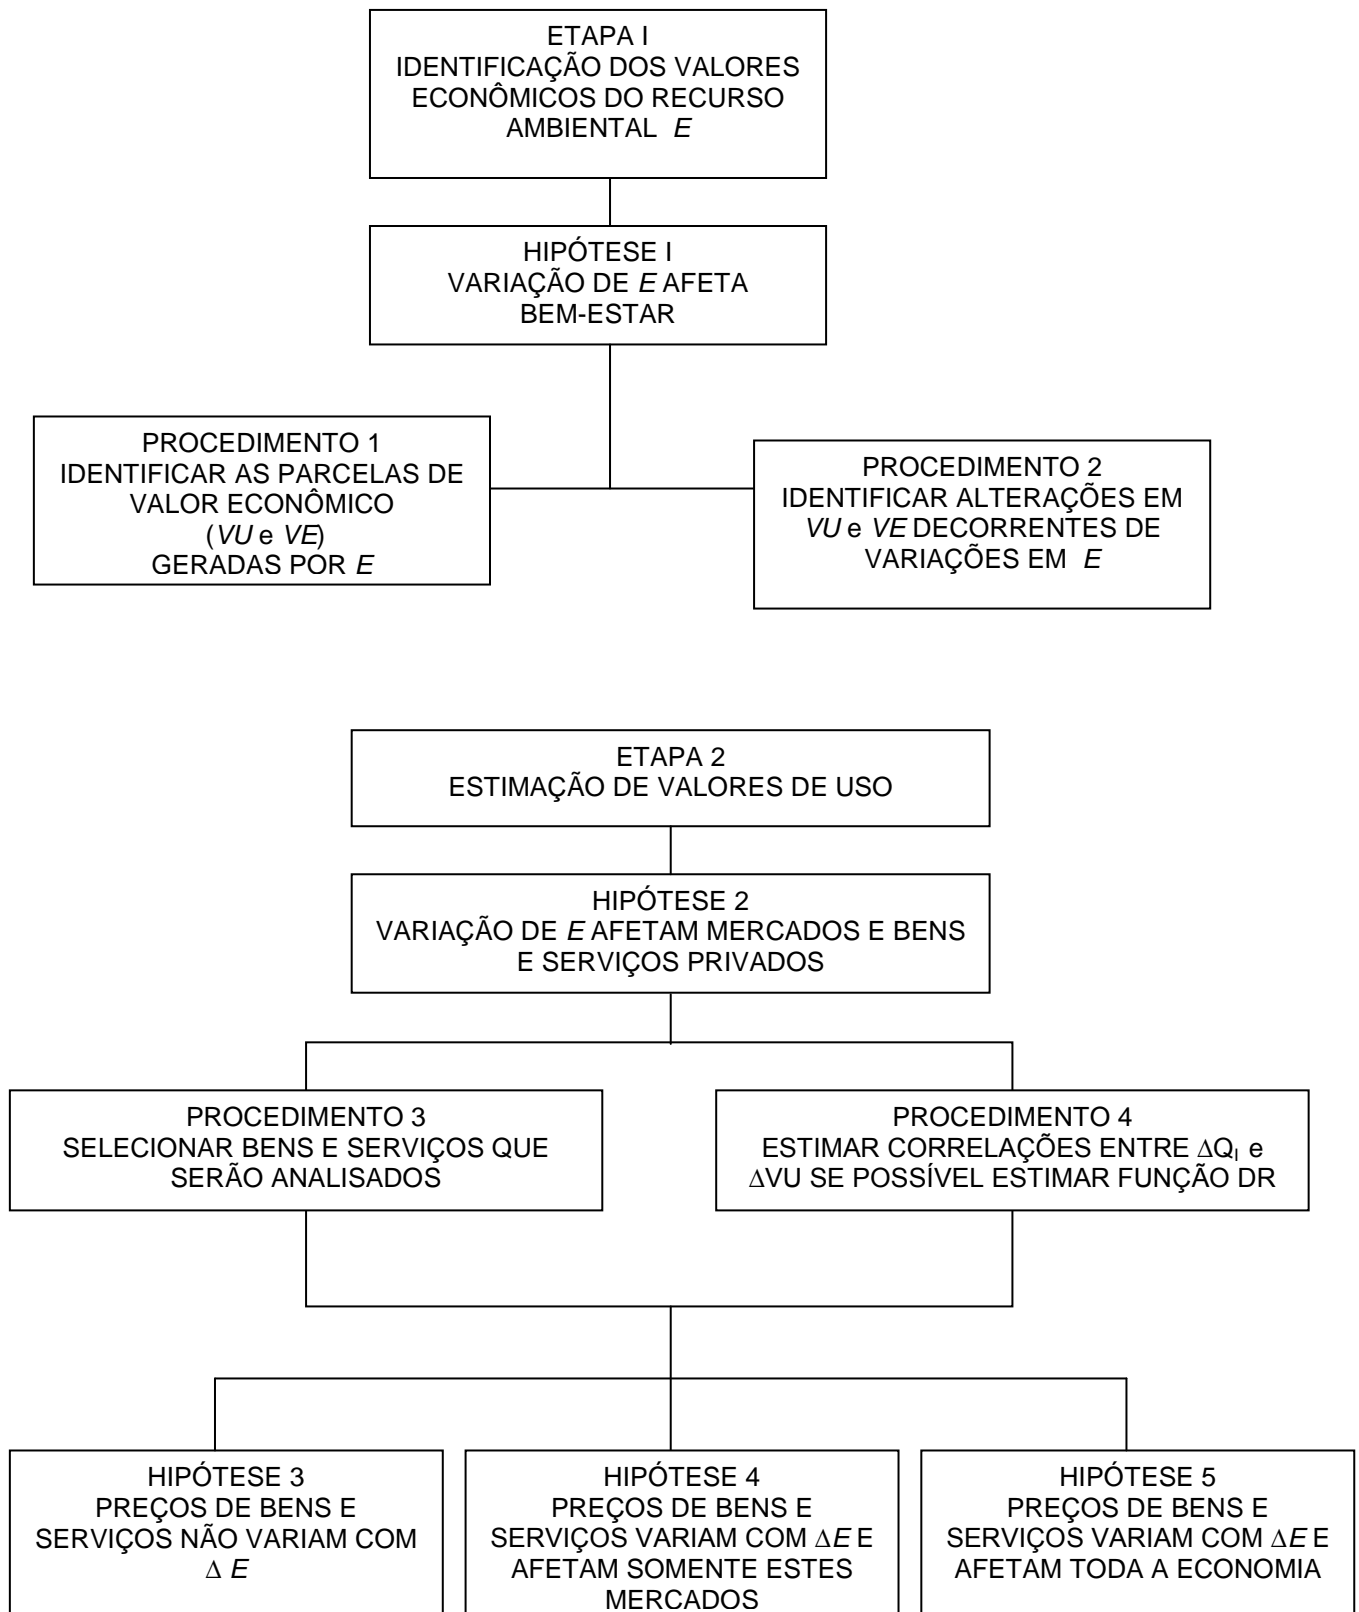 ETAPA I
IDENTIFICAÇÃO DOS VALORES
ECONÔMICOS DO RECURSO
AMBIENTAL E
HIPÓTESE I
VARIAÇÃO DE E AFETA
BEM-ESTAR
PROCEDIMENTO 1
IDENTIFICAR AS PARCELAS DE
VALOR ECONÔMICO
(VU e VE)
GERADAS POR E
PROCEDIMENTO 2
IDENTIFICAR ALTERAÇÕES EM
VU e VE DECORRENTES DE
VARIAÇÕES EM E
ETAPA 2
ESTIMAÇÃO DE VALORES DE USO
HIPÓTESE 2
VARIAÇÃO DE E AFETAM MERCADOS E BENS
E SERVIÇOS PRIVADOS
PROCEDIMENTO 3
SELECIONAR BENS E SERVIÇOS QUE
SERÃO ANALISADOS
PROCEDIMENTO 4
ESTIMAR CORRELAÇÕES ENTRE ∆Q_I e
∆VU SE POSSÍVEL ESTIMAR FUNÇÃO DR
HIPÓTESE 3
PREÇOS DE BENS E
SERVIÇOS NÃO VARIAM COM
∆ E
HIPÓTESE 4
PREÇOS DE BENS E
SERVIÇOS VARIAM COM ∆E E
AFETAM SOMENTE ESTES
MERCADOS
HIPÓTESE 5
PREÇOS DE BENS E
SERVIÇOS VARIAM COM ∆E E
AFETAM TODA A ECONOMIA